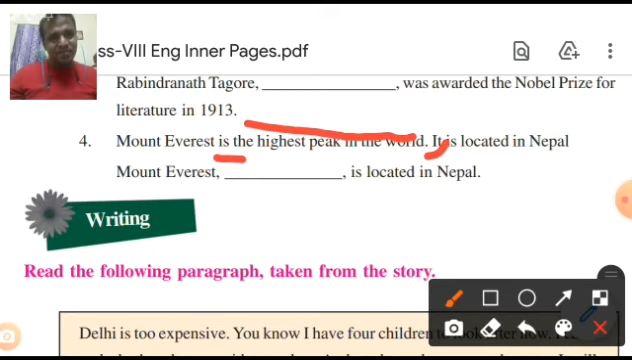 ss-VIII Eng Inner Pages.pdf
Rabindranath Tagore, ________________, was awarded the Nobel Prize for
literature in 1913.
4. Mount Everest is the highest peak in the world. It is located in Nepal
Mount Everest, ______________, is located in Nepal.
Writing
Read the following paragraph, taken from the story.
Delhi is too expensive. You know I have four children to look after now,